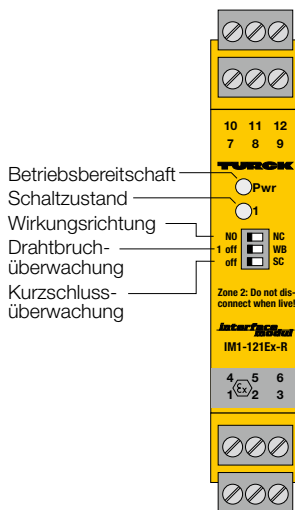 10 11 12
7 8 9
TURCK
Betriebsbereitschaft
Pwr
Schaltzustand
1
Wirkungsrichtung
NO NC
Drahtbruch-
überwachung
1 off WB
Kurzschluss-
überwachung
off SC
Zone 2: Do not dis-
connect when live!
Interface
modul
IM1-121Ex-R
4 5 6
Ex
1 2 3